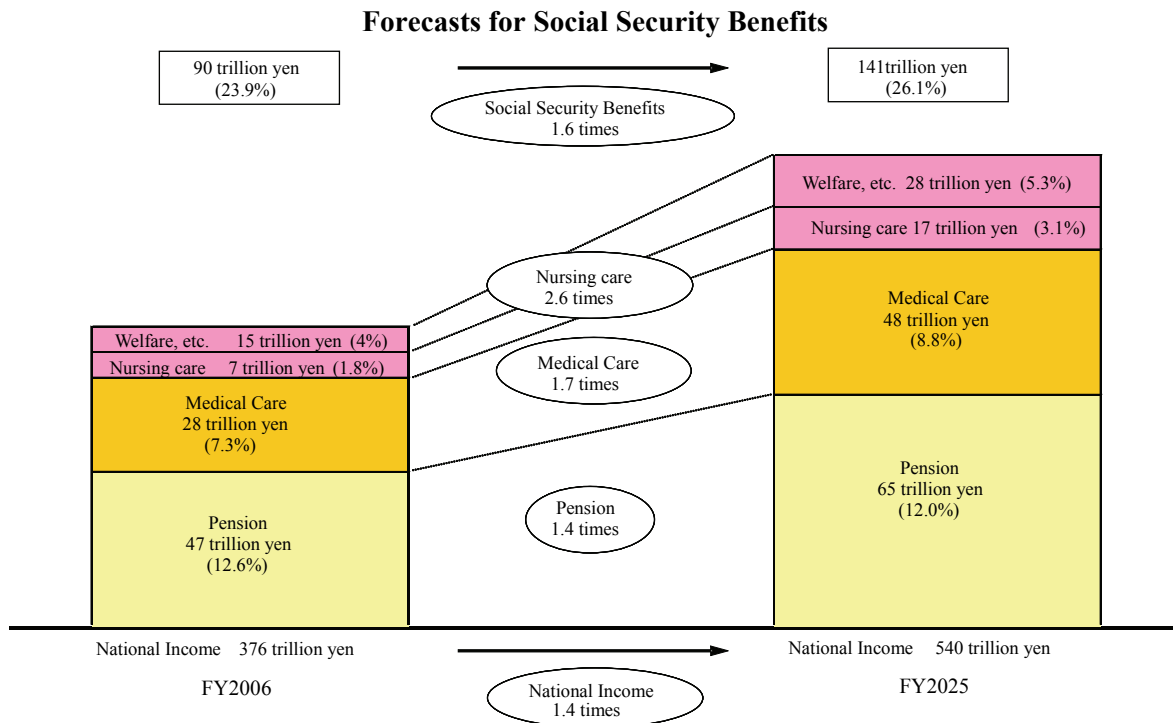 Forecasts for Social Security Benefits
90 trillion yen
(23.9%)
141trillion yen
(26.1%)
Social Security Benefits
1.6 times
Welfare, etc. 28 trillion yen (5.3%)
Nursing care 17 trillion yen (3.1%)
Nursing care
2.6 times
Medical Care
48 trillion yen
(8.8%)
Welfare, etc. 15 trillion yen (4%)
Nursing care 7 trillion yen (1.8%)
Medical Care
1.7 times
Medical Care
28 trillion yen
(7.3%)
Pension
65 trillion yen
(12.0%)
Pension
1.4 times
Pension
47 trillion yen
(12.6%)
National Income 376 trillion yen
National Income 540 trillion yen
FY2006
FY2025
National Income
1.4 times